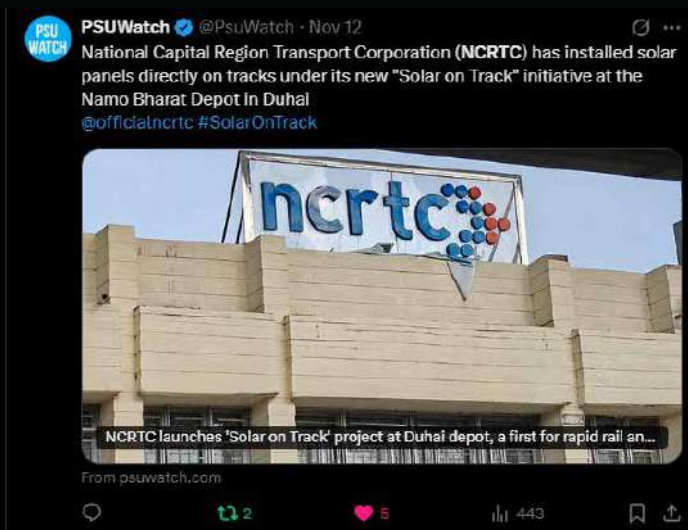 PSU WATCH
PSUWatch @PsuWatch · Nov 12
National Capital Region Transport Corporation (NCRTC) has installed solar
panels directly on tracks under its new "Solar on Track" initiative at the
Namo Bharat Depot in Duhai
@officialncrtc #SolarOnTrack
ncrtc
NCRTC launches 'Solar on Track' project at Duhai depot, a first for rapid rail an...
From psuwatch.com
2 5 443